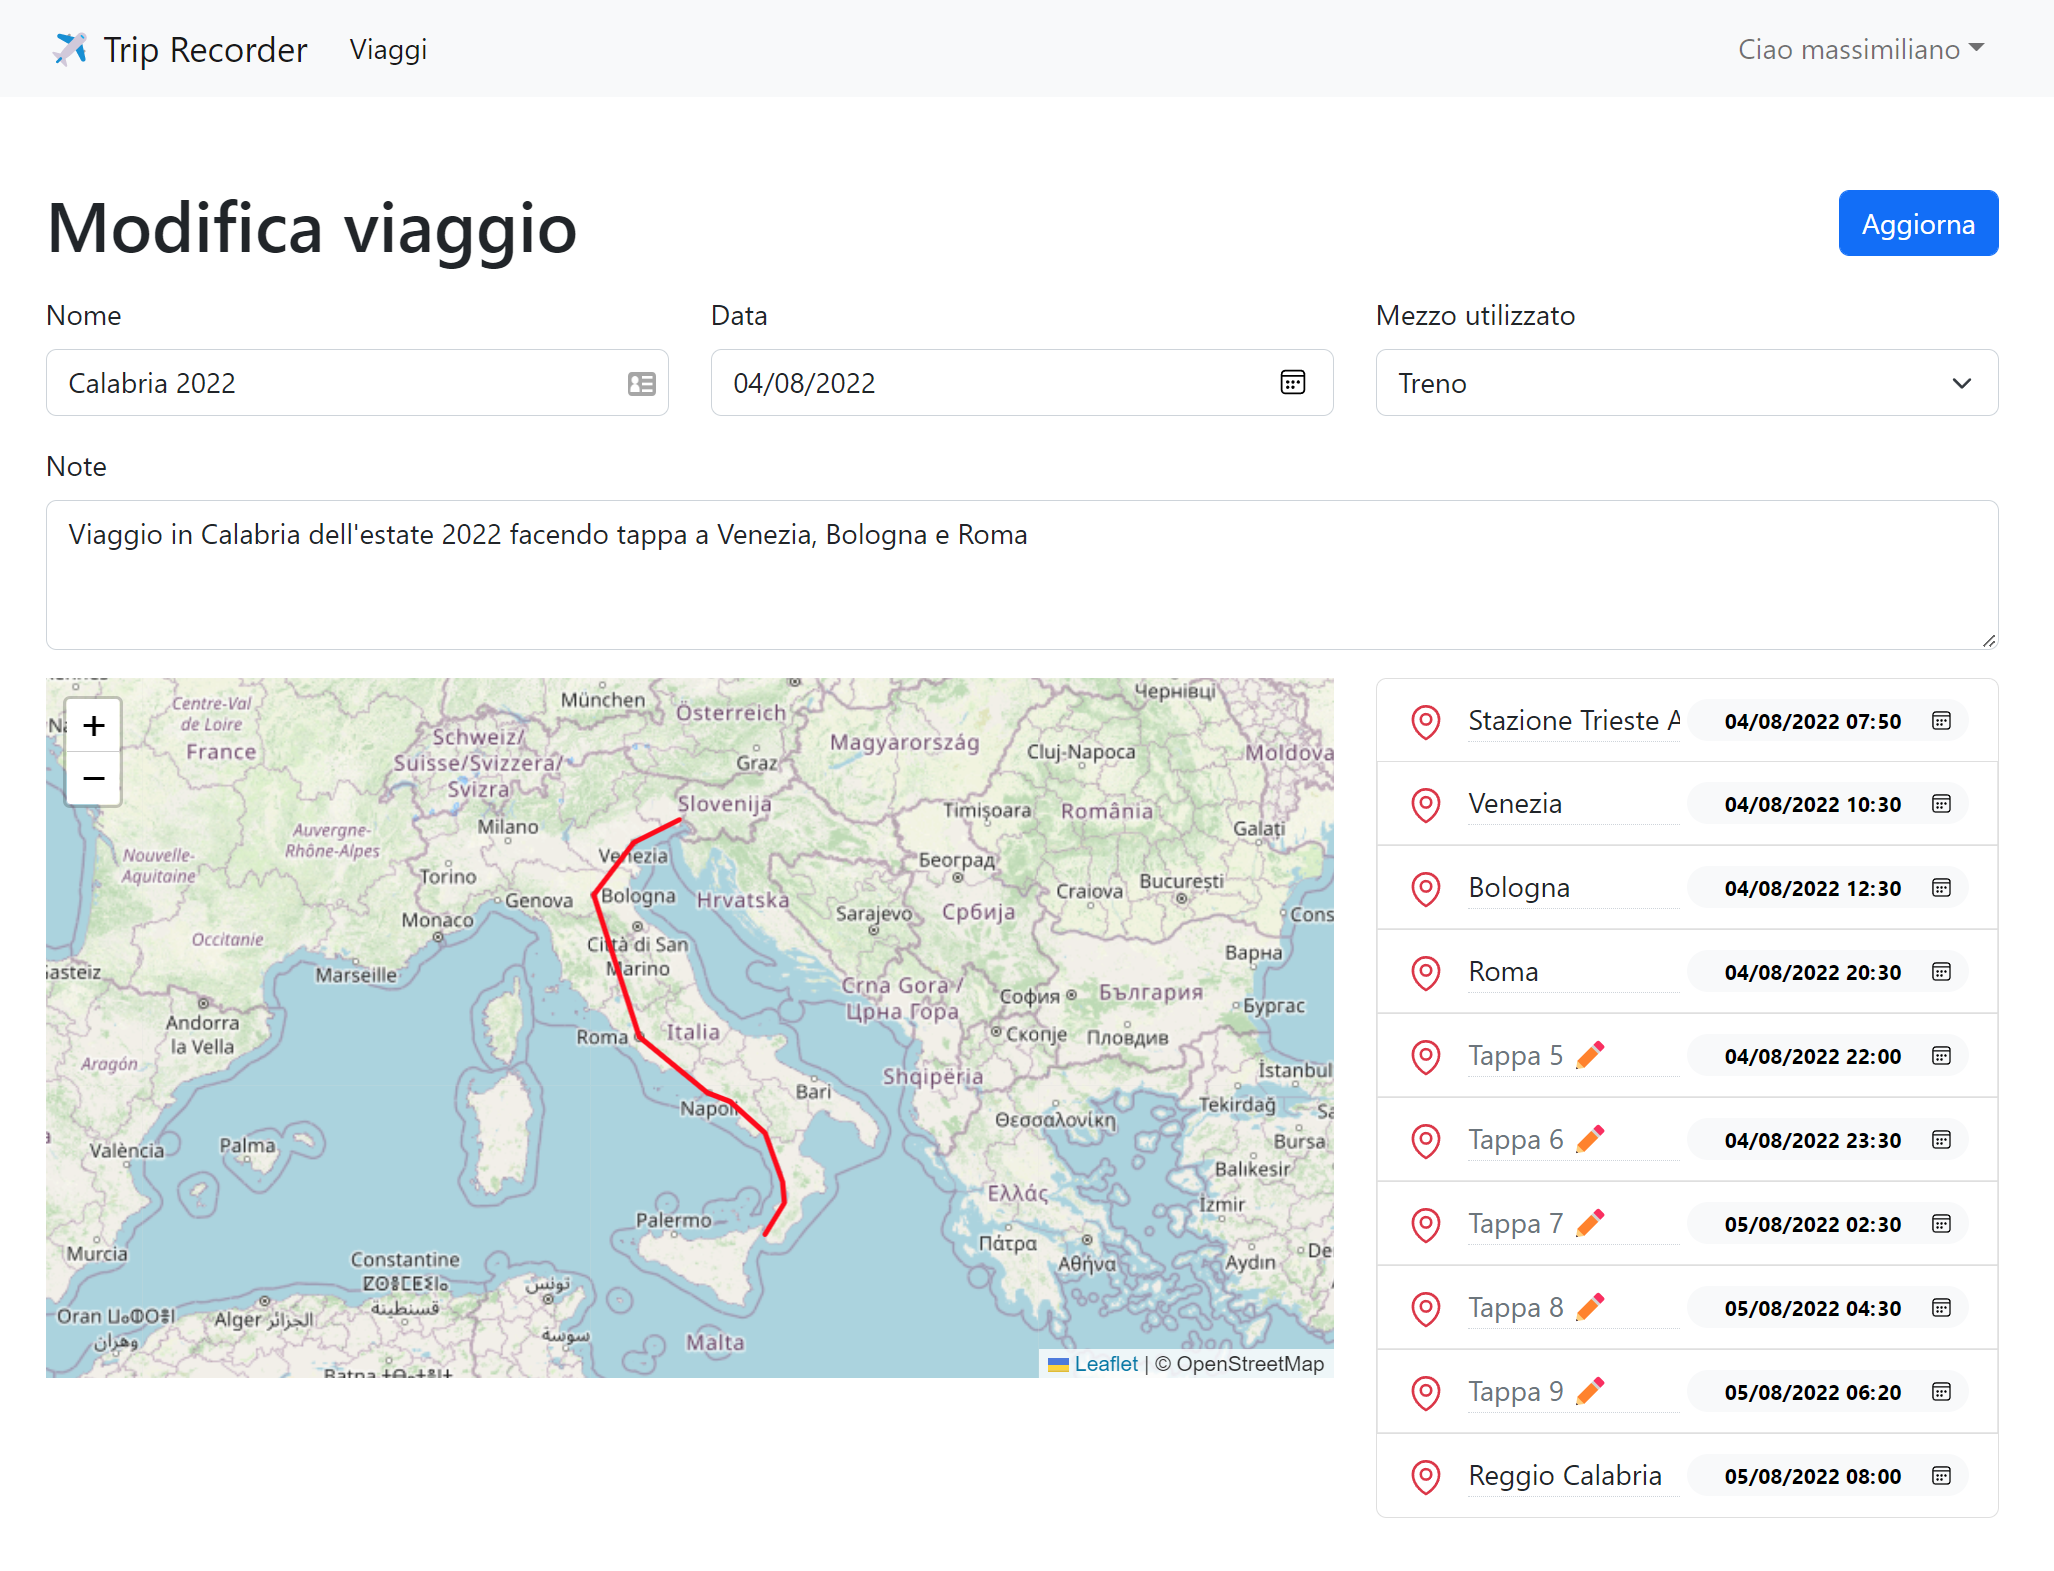 Trip Recorder
Viaggi
Ciao massimiliano
Modifica viaggio
Aggiorna
Nome
Data
Mezzo utilizzato
Calabria 2022
04/08/2022
Treno
Note
Viaggio in Calabria dell'estate 2022 facendo tappa a Venezia, Bologna e Roma
+
−
München
Österreich
Чернівці
Centre-Val
de Loire
France
Schweiz/
Suisse/Svizzera/
Svizra
Graz
Magyarország
Cluj-Napoca
Moldova
Slovenija
Timișoara
România
Galați
Milano
Auvergne-
Rhône-Alpes
Nouvelle-
Aquitaine
Venezia
Београд
Torino
Genova
Bologna
Hrvatska
Craiova
București
Monaco
Sarajevo
Србија
Cons
Occitanie
Città di San
Marino
Варна
Marseille
Crna Gora /
Црна Гора
София
България
Бургас
Andorra
la Vella
Roma
Italia
Скопје
Пловдив
Aragón
Shqipëria
İstanbul
Bari
Napoli
Tekirdağ
Θεσσαλονίκη
València
Palma
Bursa
Balıkesir
Ελλάς
İzmir
Palermo
Murcia
Πάτρα
Αθήνα
Aydın
De
Constantine
قسنطينة
تونس
Oran
وهران
Alger الجزائر
سوسة
Malta
Leaflet | © OpenStreetMap
Stazione Trieste A
04/08/2022 07:50
Venezia
04/08/2022 10:30
Bologna
04/08/2022 12:30
Roma
04/08/2022 20:30
Tappa 5
04/08/2022 22:00
Tappa 6
04/08/2022 23:30
Tappa 7
05/08/2022 02:30
Tappa 8
05/08/2022 04:30
Tappa 9
05/08/2022 06:20
Reggio Calabria
05/08/2022 08:00